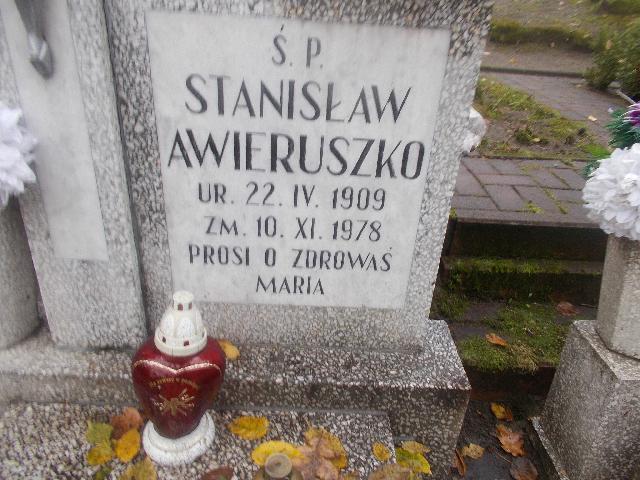 Ś. P.
STANISŁAW
AWIERUSZKO
UR. 22. IV. 1909
ZM. 10. XI. 1978
PROSI O ZDROWAŚ
MARIA